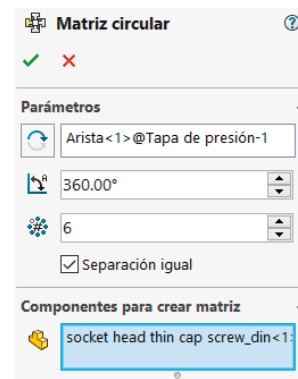 Matriz circular
Parámetros
Arista<1>@Tapa de presión-1
360.00°
6
Separación igual
Componentes para crear matriz
socket head thin cap screw_din<1>